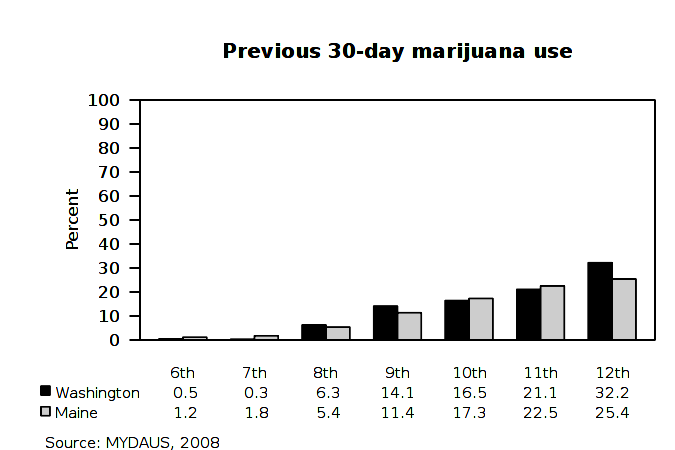 Previous 30-day marijuana use
100
90
80
70
60
50
40
30
20
10
0
Percent
6th 7th 8th 9th 10th 11th 12th
Washington 0.5 0.3 6.3 14.1 16.5 21.1 32.2
Maine 1.2 1.8 5.4 11.4 17.3 22.5 25.4
Source: MYDAUS, 2008